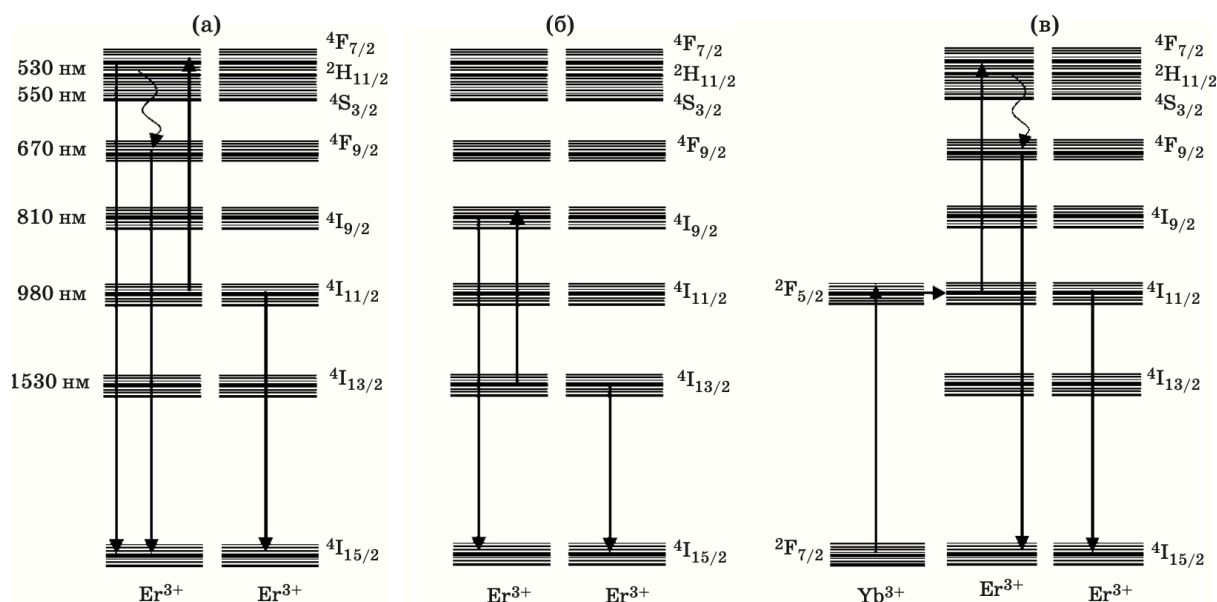 (а)
530 нм
550 нм
670 нм
810 нм
980 нм
1530 нм
⁴F₇/₂
²H₁₁/₂
⁴S₃/₂
⁴F₉/₂
⁴I₉/₂
⁴I₁₁/₂
⁴I₁₃/₂
⁴I₁₅/₂
Er³⁺ Er³⁺
(б)
⁴F₇/₂
²H₁₁/₂
⁴S₃/₂
⁴F₉/₂
⁴I₉/₂
⁴I₁₁/₂
⁴I₁₃/₂
⁴I₁₅/₂
Er³⁺ Er³⁺
(в)
²F₅/₂
²F₇/₂
⁴F₇/₂
²H₁₁/₂
⁴S₃/₂
⁴F₉/₂
⁴I₉/₂
⁴I₁₁/₂
⁴I₁₃/₂
⁴I₁₅/₂
Yb³⁺ Er³⁺ Er³⁺